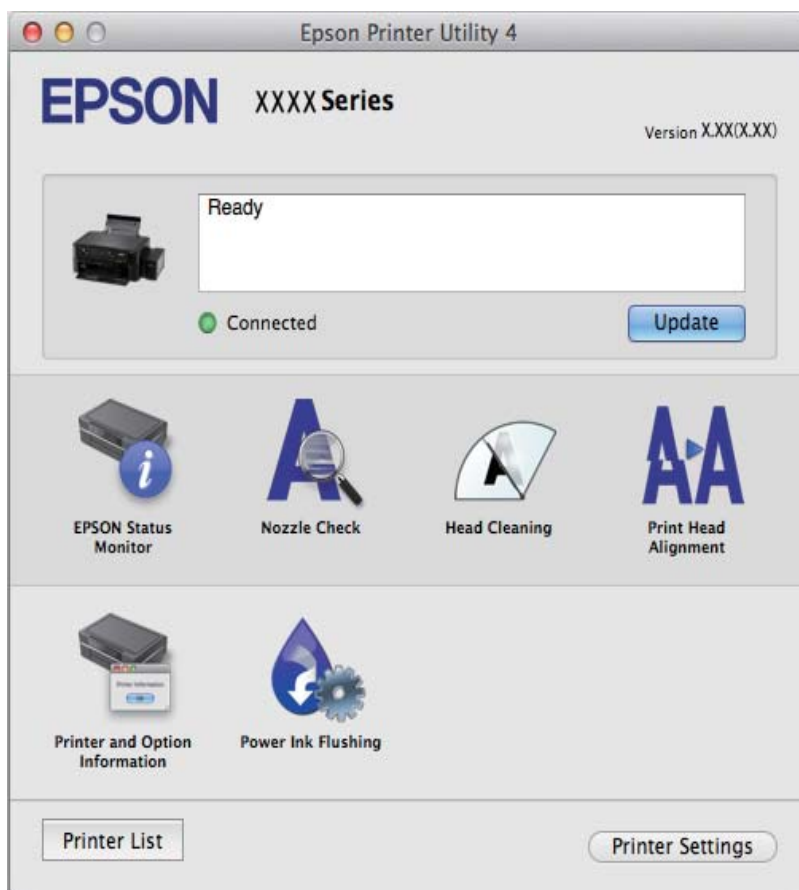 Epson Printer Utility 4
EPSON XXXX Series
Version X.XX(X.XX)
Ready
Connected
Update
EPSON Status
Monitor
Nozzle Check
Head Cleaning
Print Head
Alignment
Printer and Option
Information
Power Ink Flushing
Printer List
Printer Settings